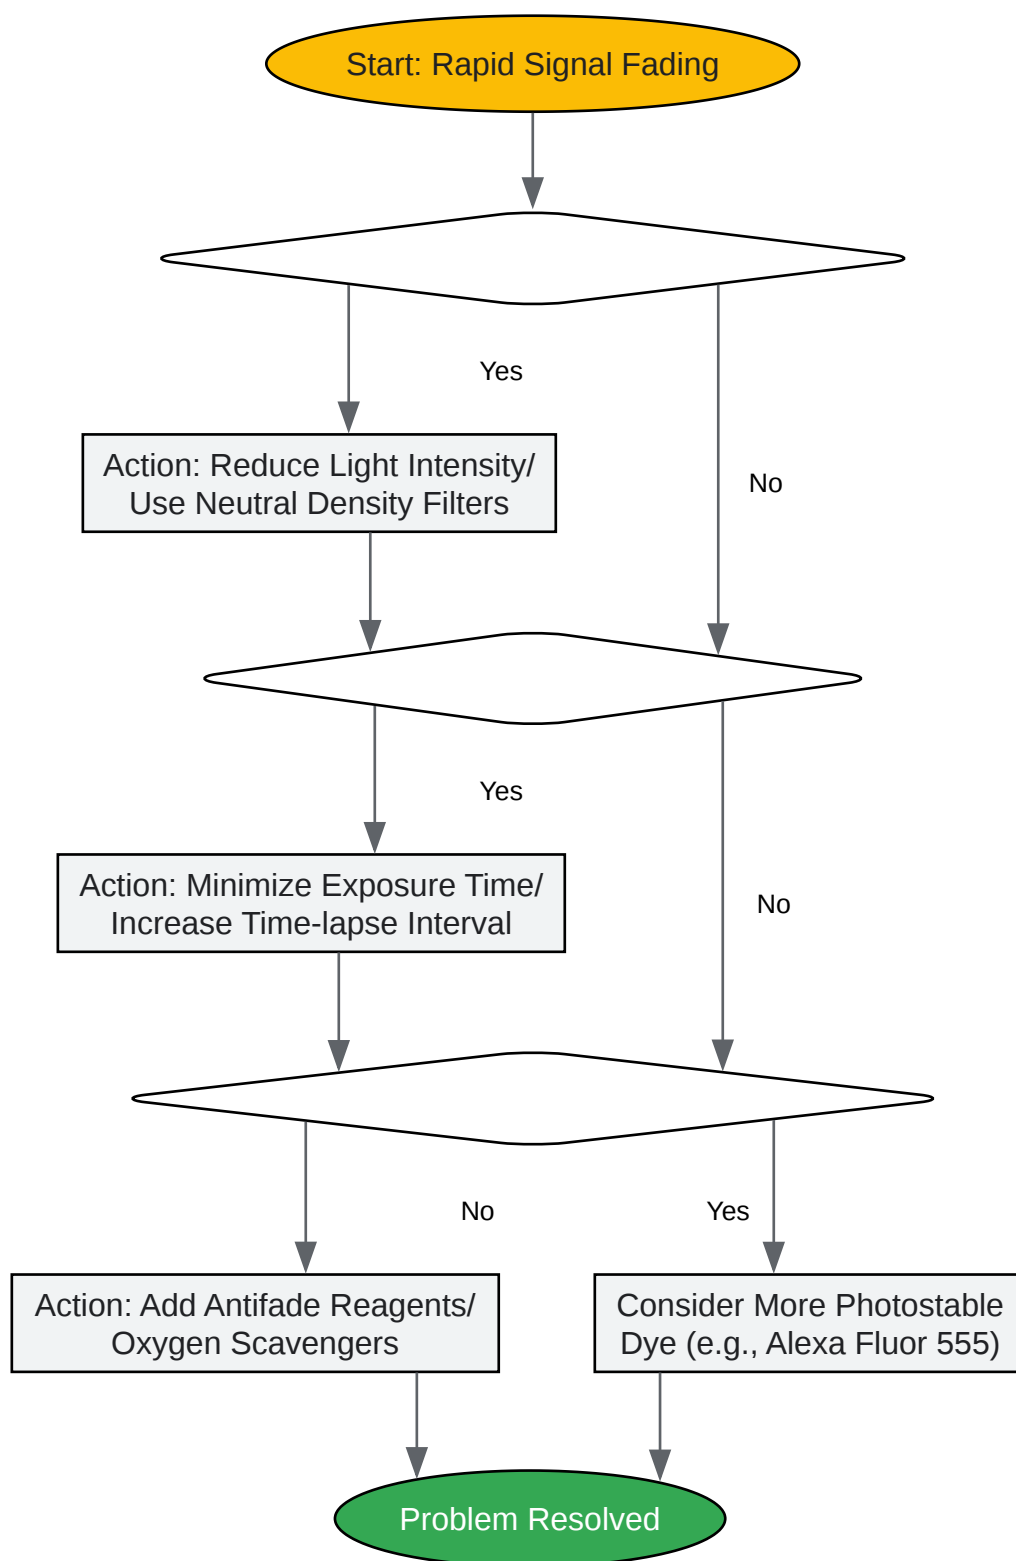 Start: Rapid Signal Fading
Yes
Action: Reduce Light Intensity/
Use Neutral Density Filters
No
Yes
Action: Minimize Exposure Time/
Increase Time-lapse Interval
No
No
Yes
Action: Add Antifade Reagents/
Oxygen Scavengers
Consider More Photostable
Dye (e.g., Alexa Fluor 555)
Problem Resolved